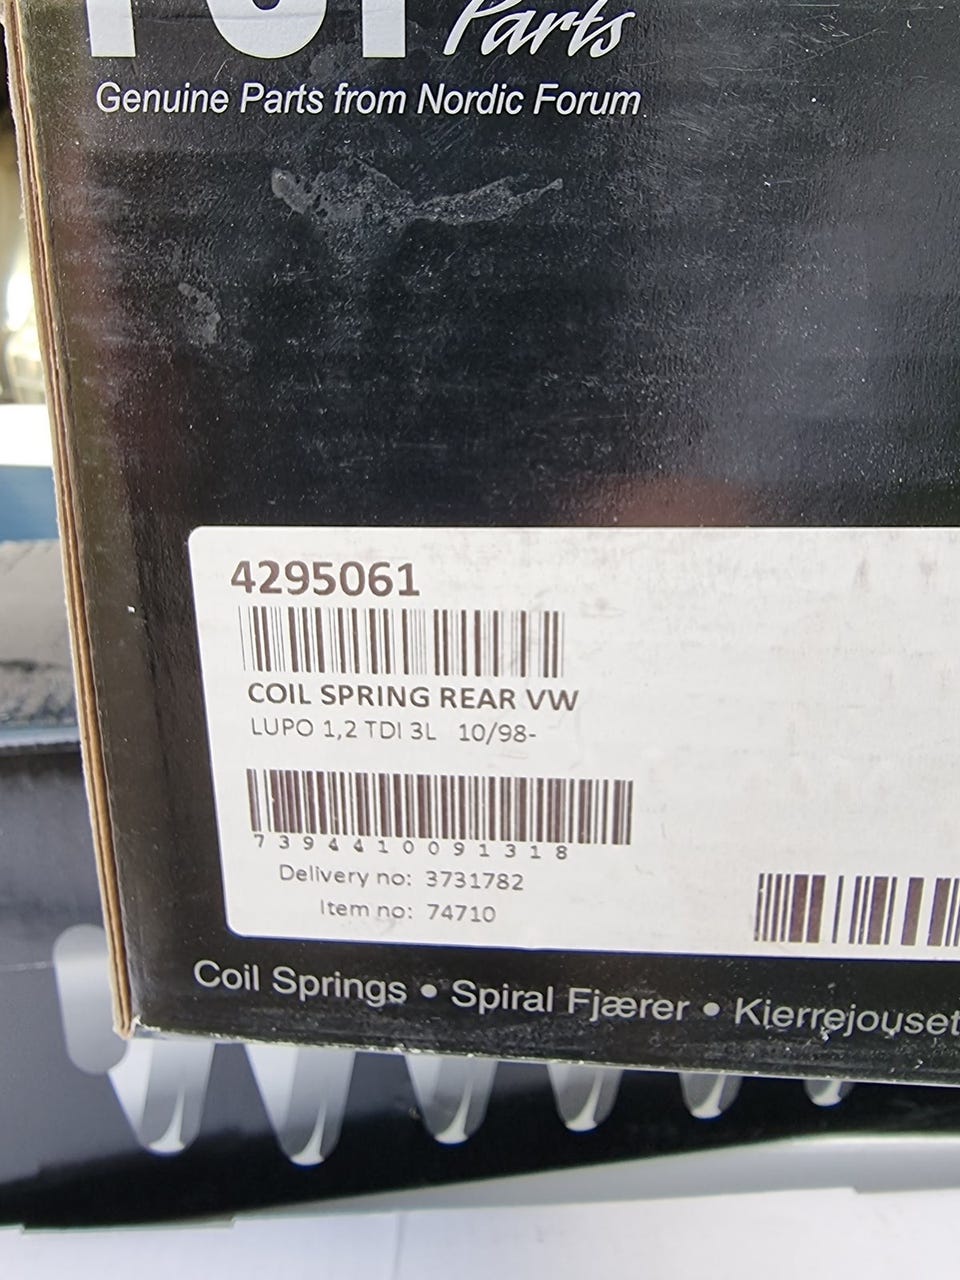 Parts
Genuine Parts from Nordic Forum
4295061
COIL SPRING REAR VW
LUPO 1,2 TDI 3L 10/98-
7394410091318
Delivery no: 3731782
Item no: 74710
Coil Springs • Spiral Fjærer • Kierrejouset